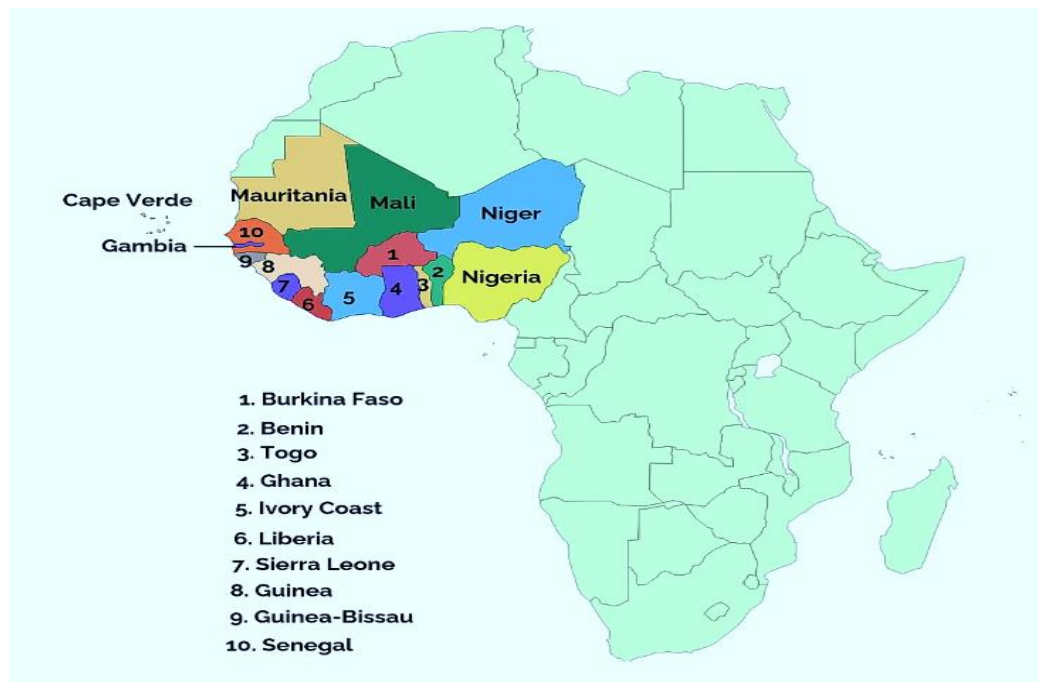 Mauritania
Mali
Niger
Cape Verde
10
Gambia
1
9
8
2
Nigeria
7
6
5
4
3
1. Burkina Faso
2. Benin
3. Togo
4. Ghana
5. Ivory Coast
6. Liberia
7. Sierra Leone
8. Guinea
9. Guinea-Bissau
10. Senegal